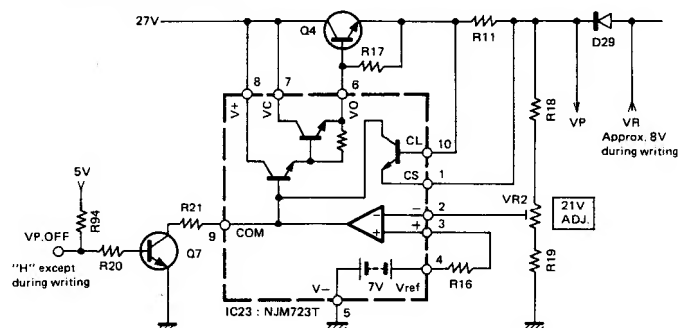 27V
Q4
R17
R11
D29
8
7
6
V+
VC
VO
R18
VP
VR
Approx. 8V
during writing
CL
10
CS
1
5V
R94
R21
VR2
21V
ADJ.
2
−
+
3
9
COM
VP.OFF
R20
Q7
"H" except
during writing
R19
4
R16
7V
Vref
V−
5
IC23 : NJM723T